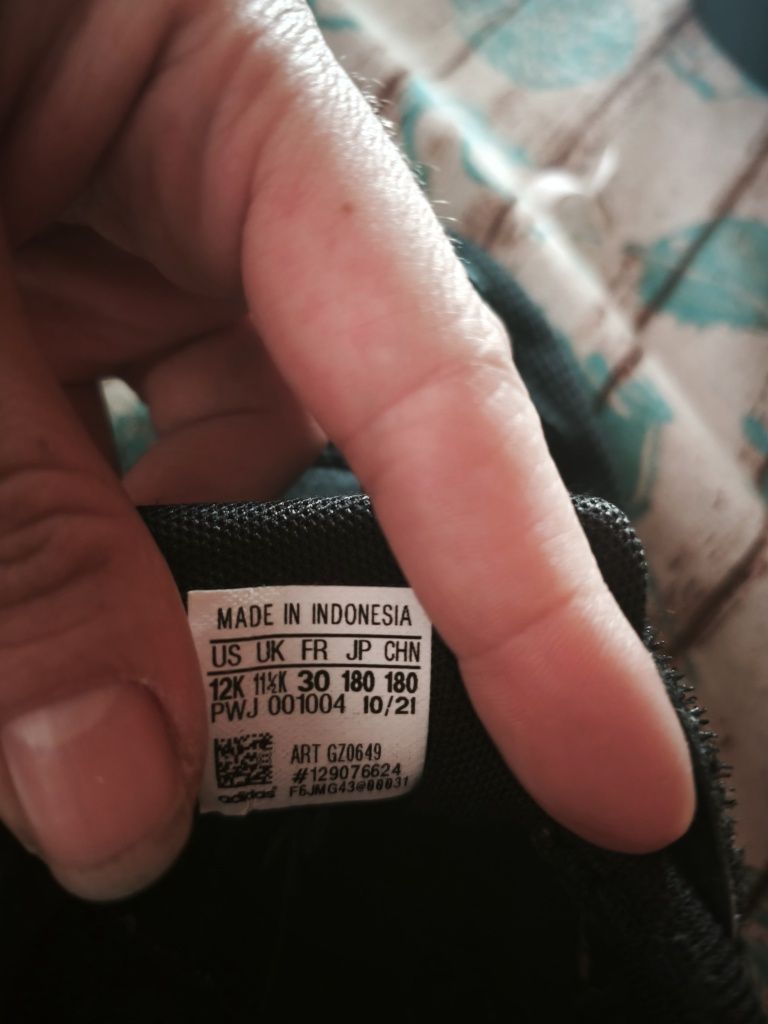 MADE IN INDONESIA
US UK FR JP CHN
12K 11½K 30 180 180
PWJ 001004 10/21
ART GZ0649
#129076624
F6JMG43@00031
adidas